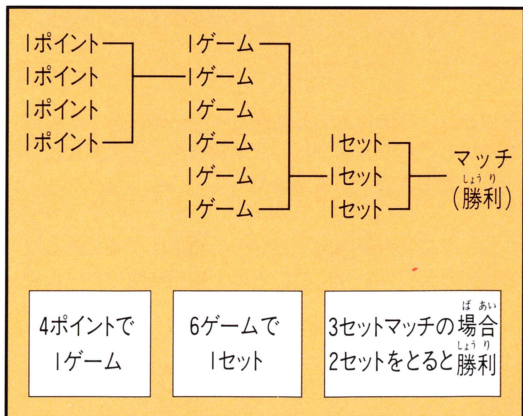 1ポイント
1ポイント
1ポイント
1ポイント
1ゲーム
1ゲーム
1ゲーム
1ゲーム
1ゲーム
1ゲーム
1セット
1セット
1セット
マッチ
しょうり
(勝利)
4ポイントで
1ゲーム
6ゲームで
1セット
ばあい
3セットマッチの場合
しょうり
2セットをとると勝利